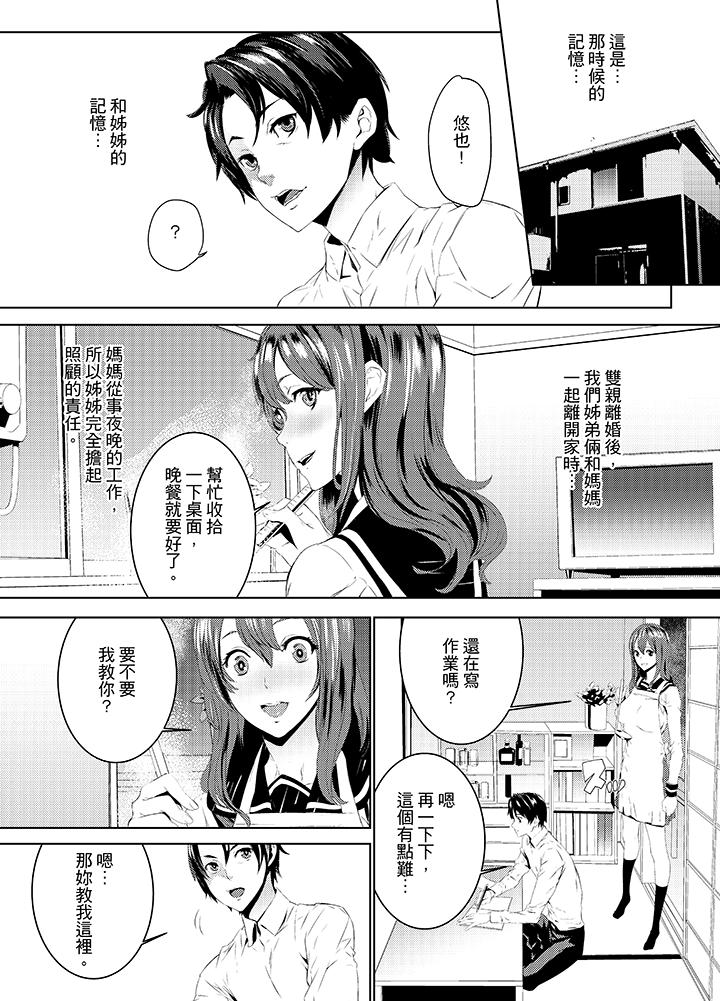 這是…
那時候的
記憶…
悠也！
和姊姊的
記憶…
？
雙親離婚後，
我們姊弟倆和媽媽
一起離開家時…
幫忙收拾
一下桌面，
晚餐就要好了。
媽媽從事夜晚的工作，
所以姊姊完全擔起
照顧的責任。
還在寫
作業嗎？
スッ
嗯
再一下下，
這個有點難…
要不要
我教你？
嗯…
那妳教我這裡。